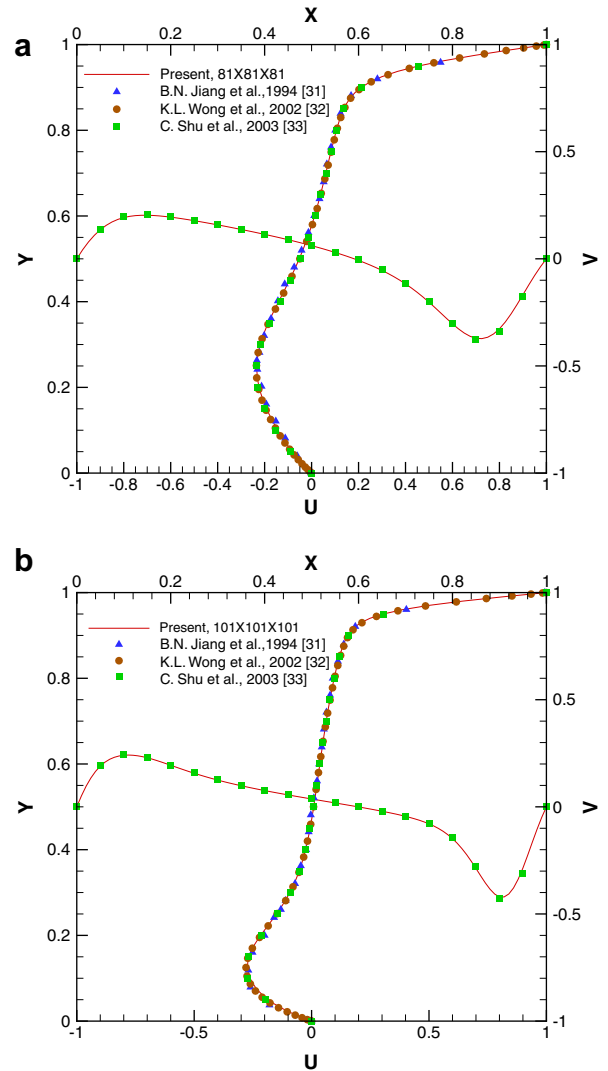 a
X
0 0.2 0.4 0.6 0.8 1
1 1
Present, 81X81X81
B.N. Jiang et al.,1994 [31]
K.L. Wong et al., 2002 [32]
C. Shu et al., 2003 [33]
0.8
0.5
0.6
Y 0 V
0.4
-0.5
0.2
0 -1
-1 -0.8 -0.6 -0.4 -0.2 0 0.2 0.4 0.6 0.8 1
U
b
X
0 0.2 0.4 0.6 0.8 1
1 1
Present, 101X101X101
B.N. Jiang et al.,1994 [31]
K.L. Wong et al., 2002 [32]
C. Shu et al., 2003 [33]
0.8
0.5
0.6
Y 0 V
0.4
-0.5
0.2
0 -1
-1 -0.5 0 0.5 1
U